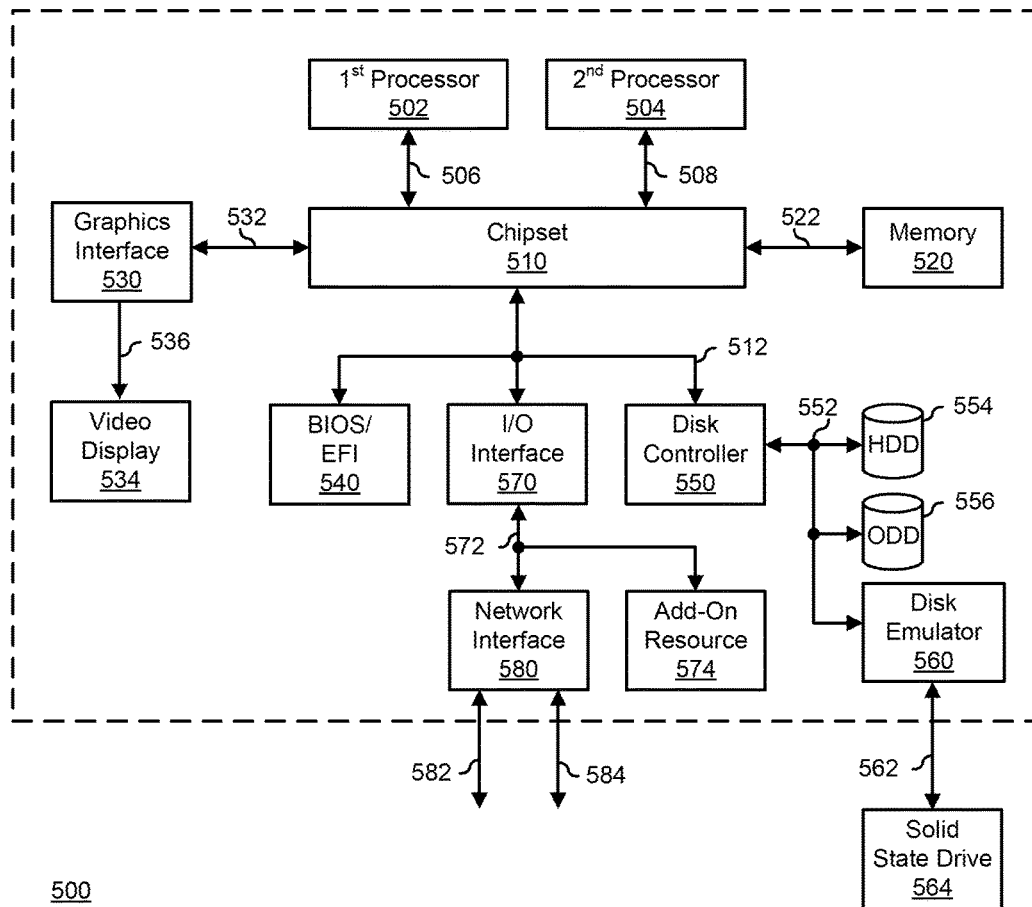 1st Processor
502
2nd Processor
504
506
508
Graphics
Interface
530
532
Chipset
510
522
Memory
520
536
512
Video
Display
534
BIOS/
EFI
540
I/O
Interface
570
Disk
Controller
550
552
HDD
554
ODD
556
572
Network
Interface
580
Add-On
Resource
574
Disk
Emulator
560
582
584
562
Solid
State Drive
564
500